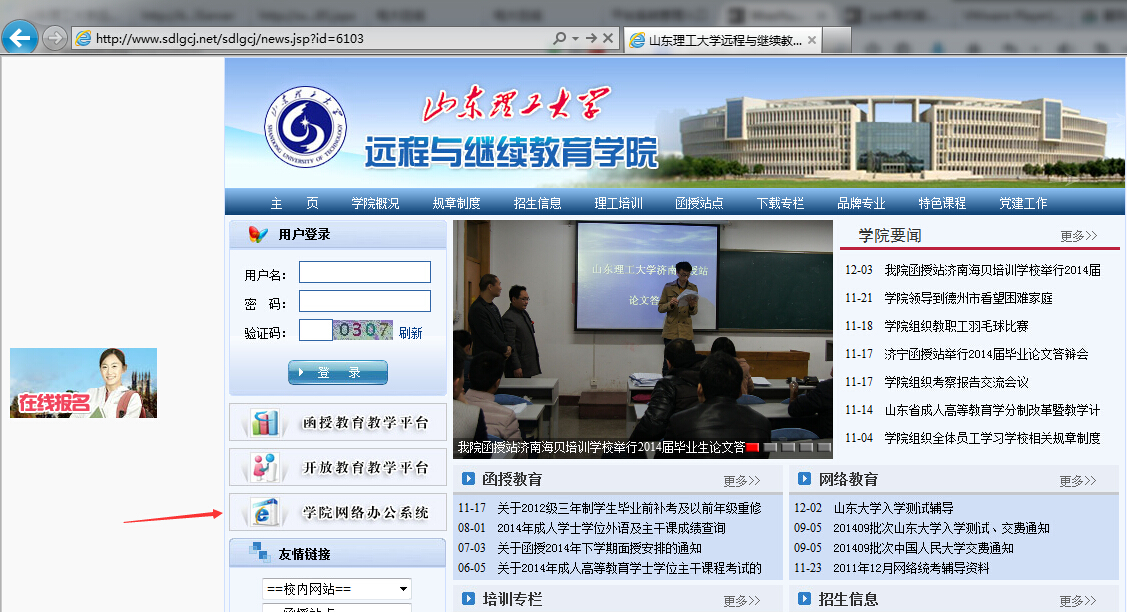 http://www.sdlgcj.net/sdlgcj/news.jsp?id=6103
山东理工大学远程与继续教...
山东理工大学
SHANDONG UNIVERSITY OF TECHNOLOGY
山东理工大学
远程与继续教育学院
主 页 学院概况 规章制度 招生信息 理工培训 函授站点 下载专栏 品牌专业 特色课程 党建工作
用户登录
用户名：
密 码：
验证码： 0307 刷新
登 录
在线报名
函授教育教学平台
开放教育教学平台
学院网络办公系统
友情链接
==校内网站==
函授站点
山东理工大学济南 授站
论文答
我院函授站济南海贝培训学校举行2014届毕业生论文答
学院要闻 更多>>
12-03 我院函授站济南海贝培训学校举行2014届
11-21 学院领导到德州市看望困难家庭
11-18 学院组织教职工羽毛球比赛
11-17 济宁函授站举行2014届毕业论文答辩会
11-17 学院组织考察报告交流会议
11-14 山东省成人高等教育学分制改革暨教学计
11-04 学院组织全体员工学习学校相关规章制度
函授教育 更多>>
11-17 关于2012级三年制学生毕业前补考及以前年级重修
08-01 2014年成人学士学位外语及主干课成绩查询
07-03 关于函授2014年下学期面授安排的通知
06-05 关于2014年成人高等教育学士学位主干课程考试的
网络教育 更多>>
12-02 山东大学入学测试辅导
09-05 201409批次山东大学入学测试、交费通知
09-05 201409批次中国人民大学交费通知
11-23 2011年12月网络统考辅导资料
培训专栏 更多>>
招生信息 更多>>